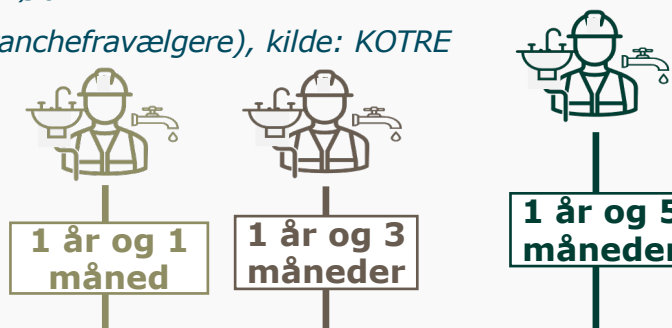 anchefravælgere), kilde: KOTRE
1 år og 1
måned
1 år og 3
måneder
1 år og 5
måneder